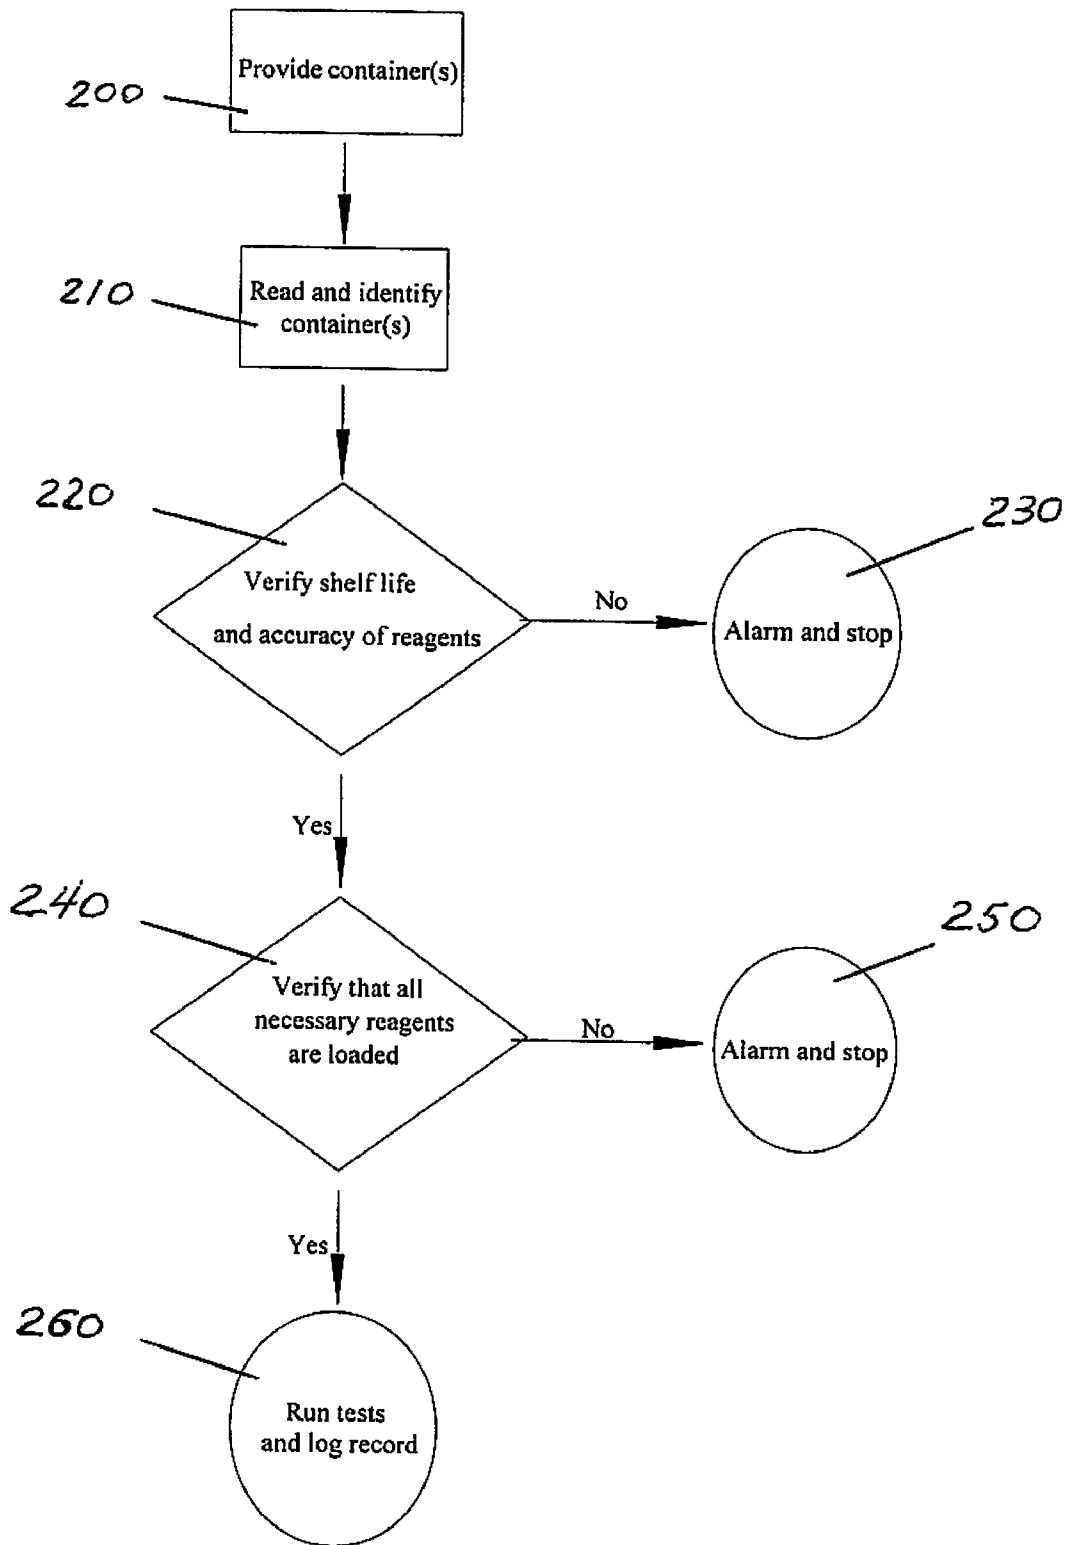 Provide container(s)
200
Read and identify
container(s)
210
220
Verify shelf life
and accuracy of reagents
No
230
Alarm and stop
Yes
240
Verify that all
necessary reagents
are loaded
No
250
Alarm and stop
Yes
260
Run tests
and log record